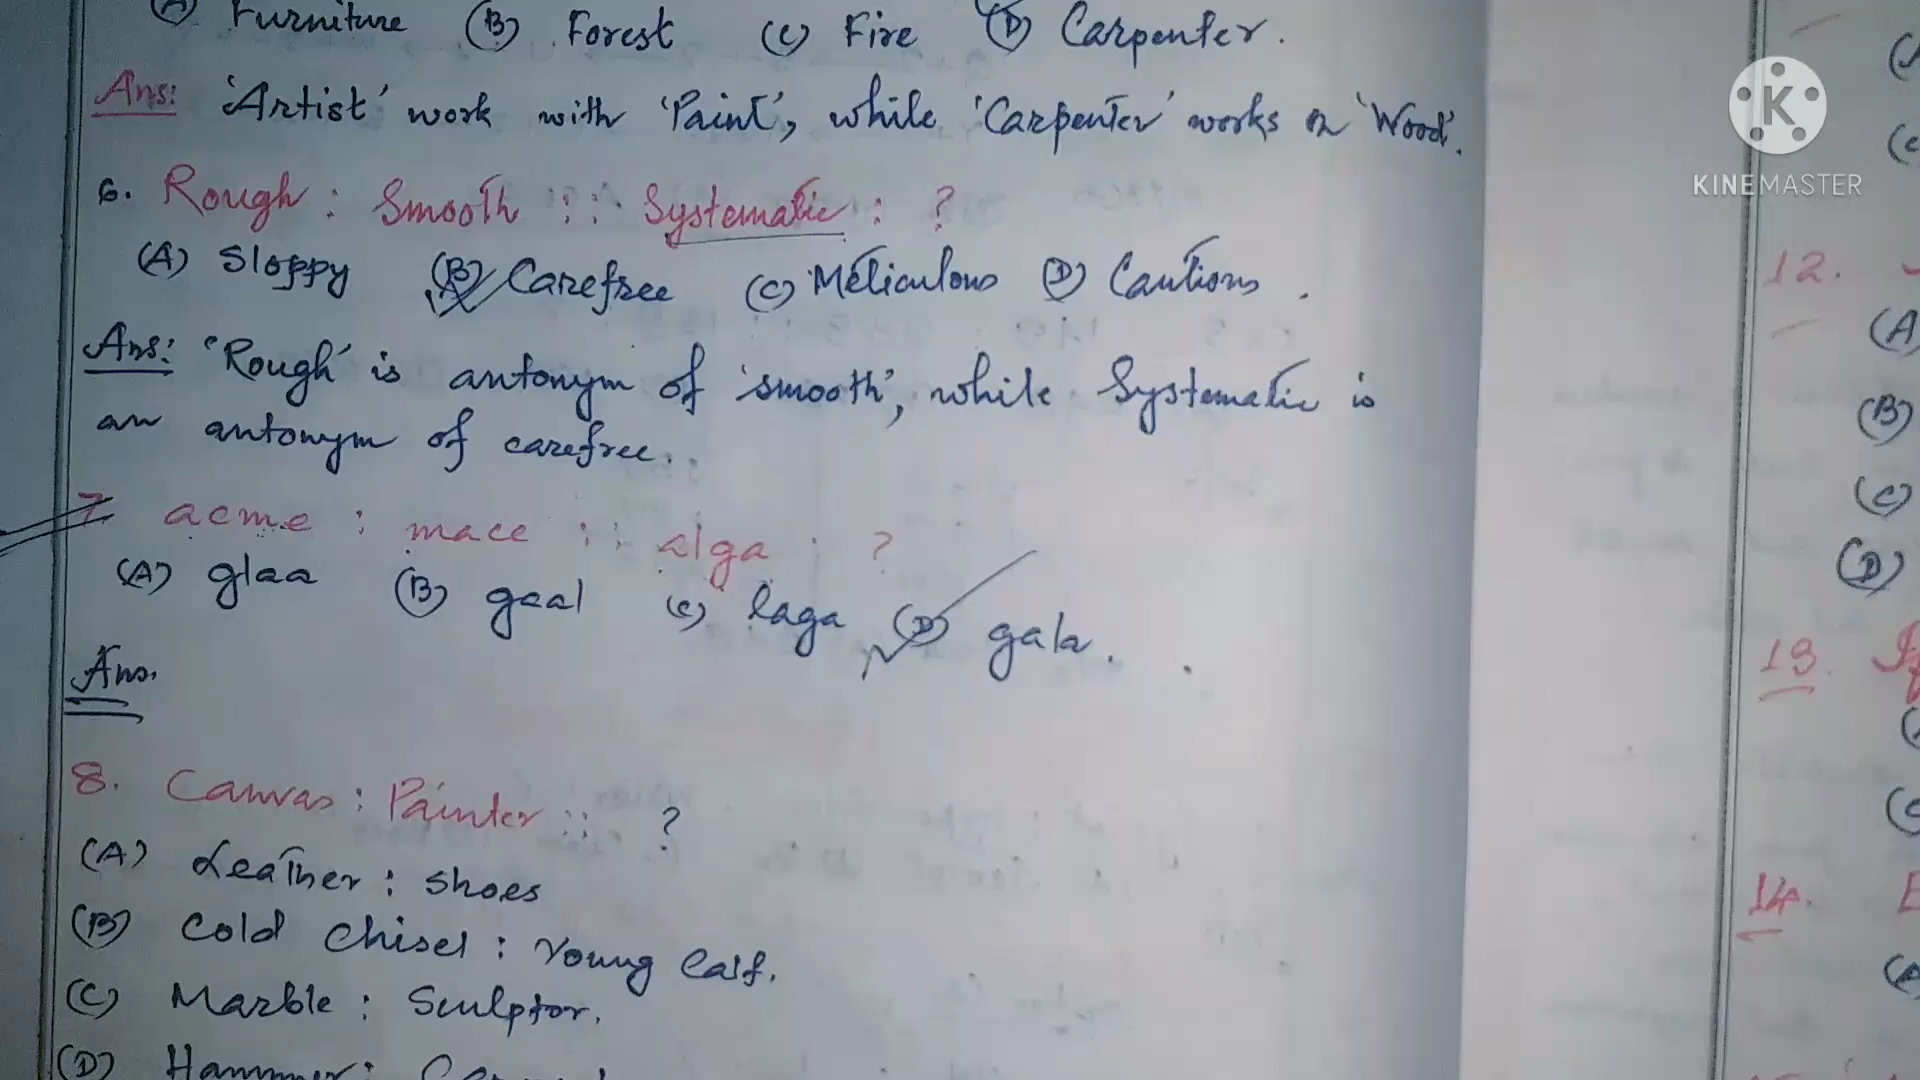 (A) Furniture (B) Forest (C) Fire (D) Carpenter.
Ans: 'Artist' work with 'Paint', while 'Carpenter' works on 'Wood'.
6. Rough : Smooth :: Systematic : ?
(A) Sloppy (B) Carefree (C) Meticulous (D) Cautions.
Ans: 'Rough' is antonym of 'smooth', while Systematic is
an antonym of carefree.
7. acme : mace :: alga : ?
(A) glaa (B) gaal (C) laga (D) gala.
Ans.
8. Canvas : Painter :: ?
(A) Leather : shoes
(B) Cold chisel : Young Calf.
(C) Marble : Sculptor.
(D) Hammer :
K
KINEMASTER
(C
12.
(A)
(B)
(C)
(D)
13.
14.